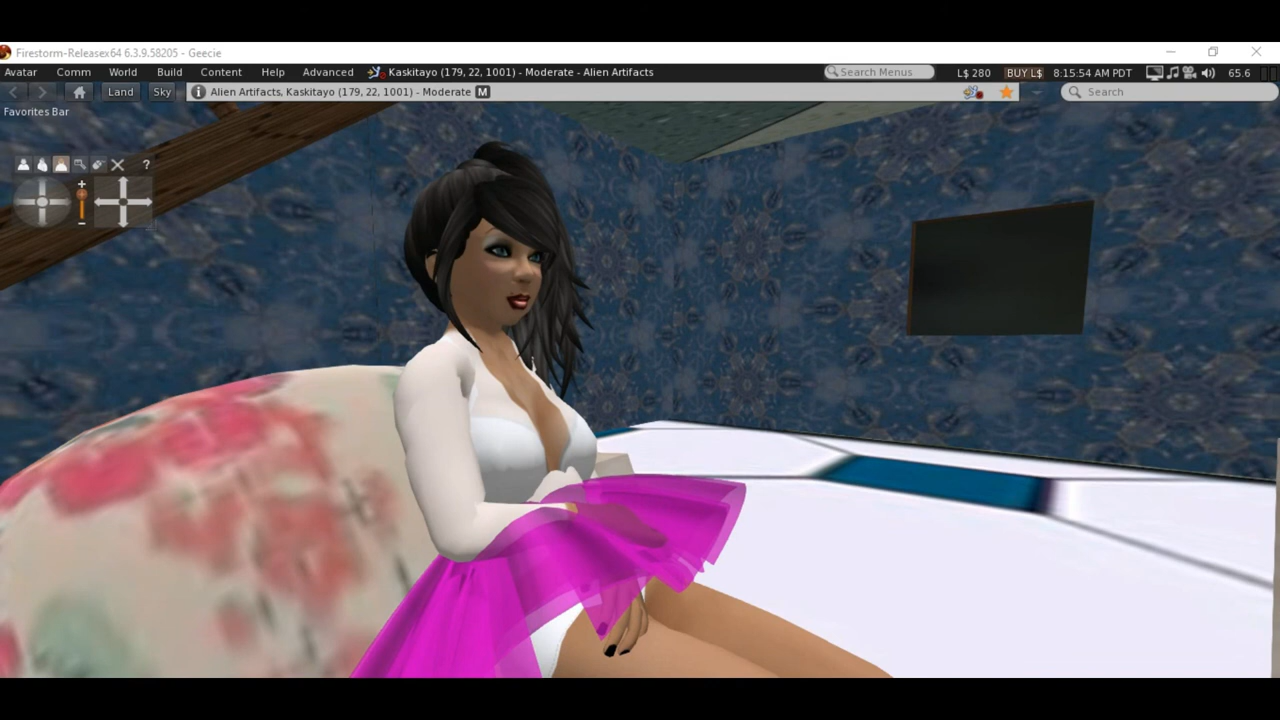 Firestorm-Releasex64 6.3.9.58205 - Geecie
Avatar Comm World Build Content Help Advanced Kaskitayo (179, 22, 1001) - Moderate - Alien Artifacts Search Menus L$ 280 BUY L$ 8:15:54 AM PDT 65.6
Land Sky Alien Artifacts, Kaskitayo (179, 22, 1001) - Moderate M Search
Favorites Bar
?